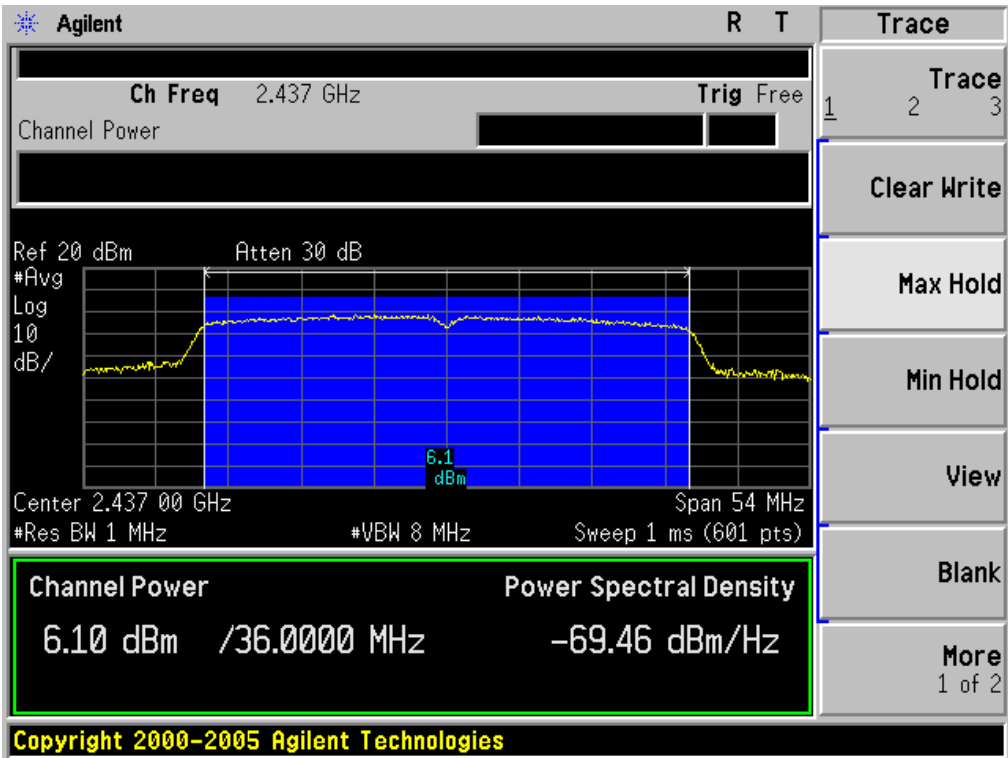 Agilent R T
Ch Freq 2.437 GHz Trig Free
Channel Power
Ref 20 dBm Atten 30 dB
#Avg
Log
10
dB/
6.1
dBm
Center 2.437 00 GHz Span 54 MHz
#Res BW 1 MHz #VBW 8 MHz Sweep 1 ms (601 pts)
Channel Power Power Spectral Density
6.10 dBm /36.0000 MHz -69.46 dBm/Hz
Copyright 2000-2005 Agilent Technologies
Trace
Trace
1 2 3
Clear Write
Max Hold
Min Hold
View
Blank
More
1 of 2